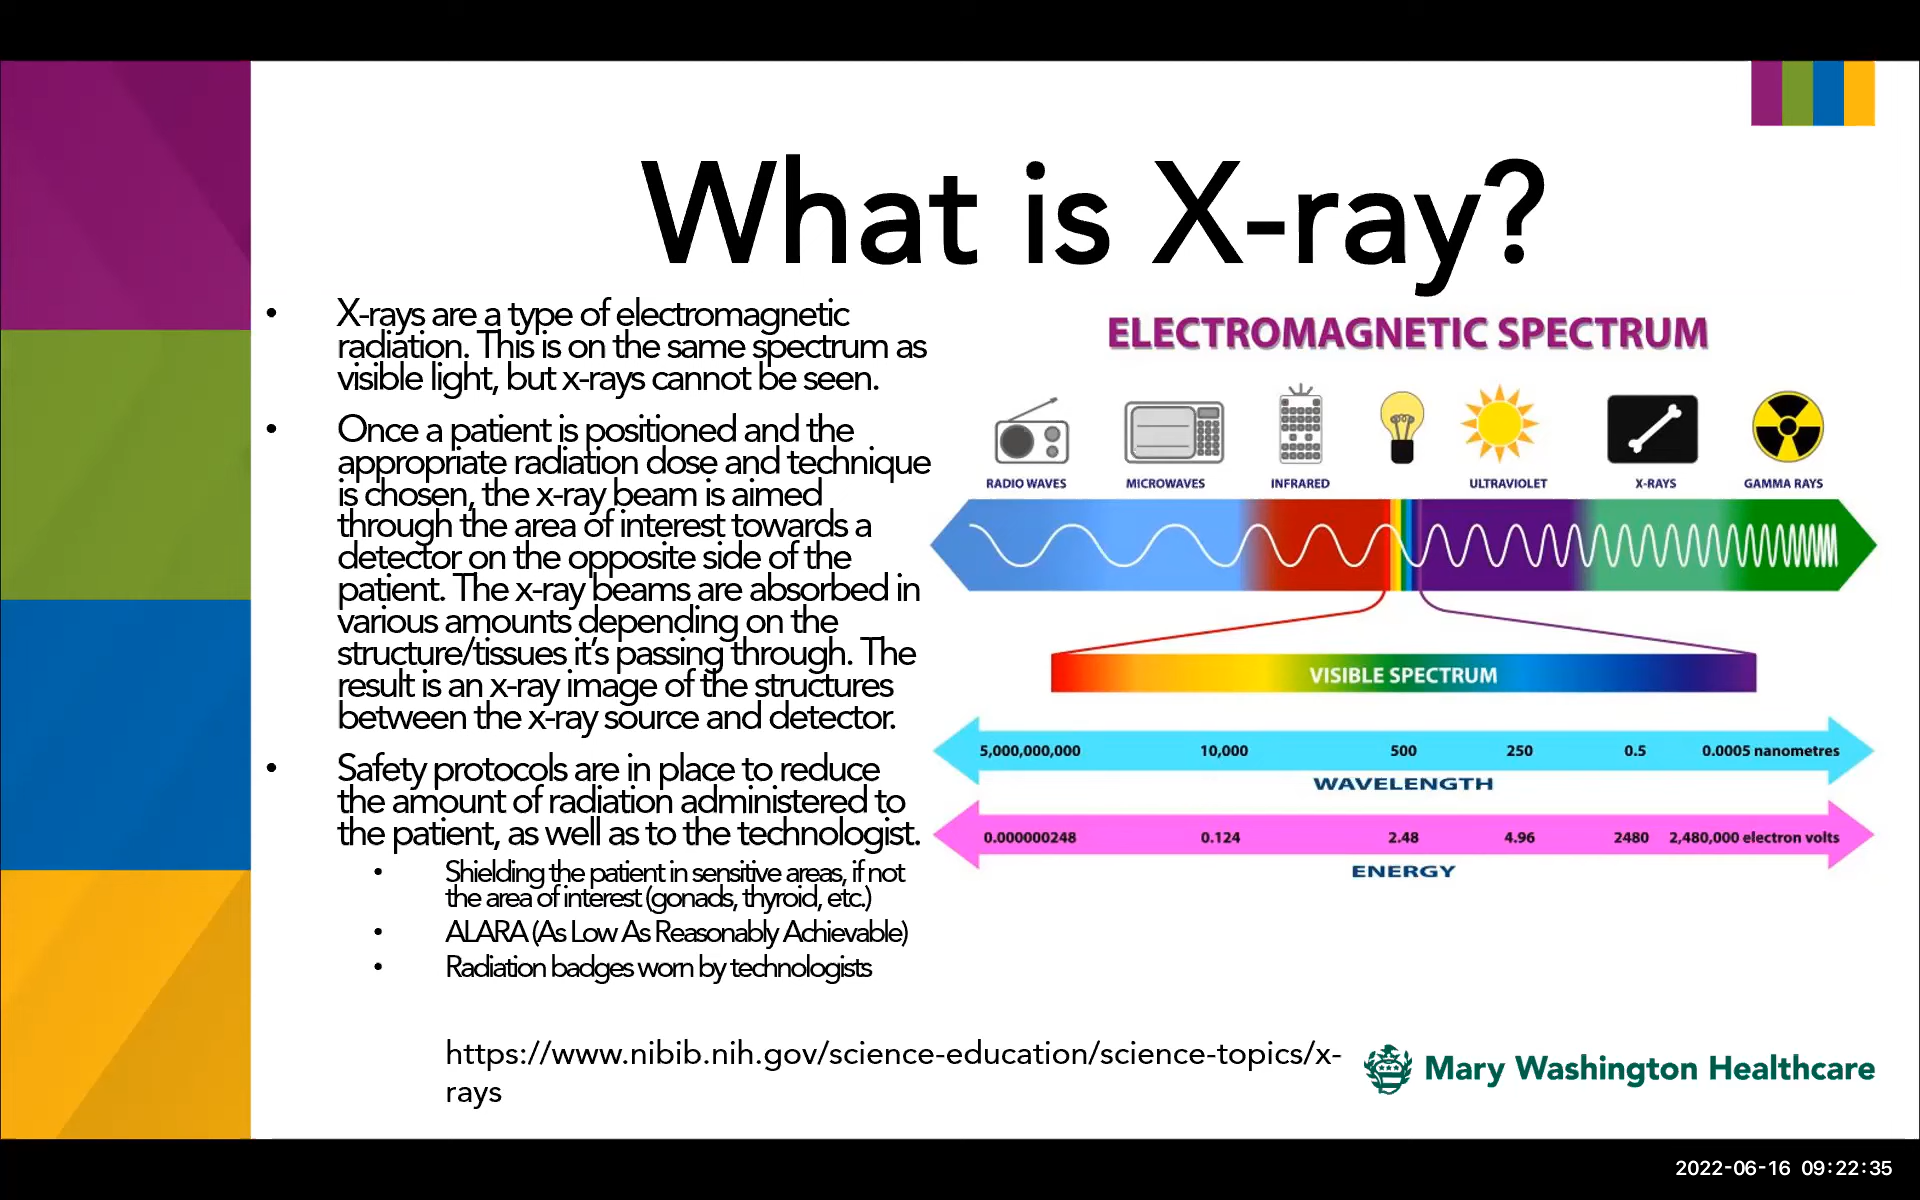 What is X-ray?
• X-rays are a type of electromagnetic
radiation. This is on the same spectrum as
visible light, but x-rays cannot be seen.
• Once a patient is positioned and the
appropriate radiation dose and technique
is chosen, the x-ray beam is aimed
through the area of interest towards a
detector on the opposite side of the
patient. The x-ray beams are absorbed in
various amounts depending on the
structure/tissues it's passing through. The
result is an x-ray image of the structures
between the x-ray source and detector.
• Safety protocols are in place to reduce
the amount of radiation administered to
the patient, as well as to the technologist.
• Shielding the patient in sensitive areas, if not
the area of interest (gonads, thyroid, etc.)
• ALARA (As Low As Reasonably Achievable)
• Radiation badges worn by technologists
https://www.nibib.nih.gov/science-education/science-topics/x-
rays
ELECTROMAGNETIC SPECTRUM
RADIO WAVES MICROWAVES INFRARED ULTRAVIOLET X-RAYS GAMMA RAYS
VISIBLE SPECTRUM
5,000,000,000 10,000 500 250 0.5 0.0005 nanometres
WAVELENGTH
0.000000248 0.124 2.48 4.96 2480 2,480,000 electron volts
ENERGY
Mary Washington Healthcare
2022-06-16 09:22:35